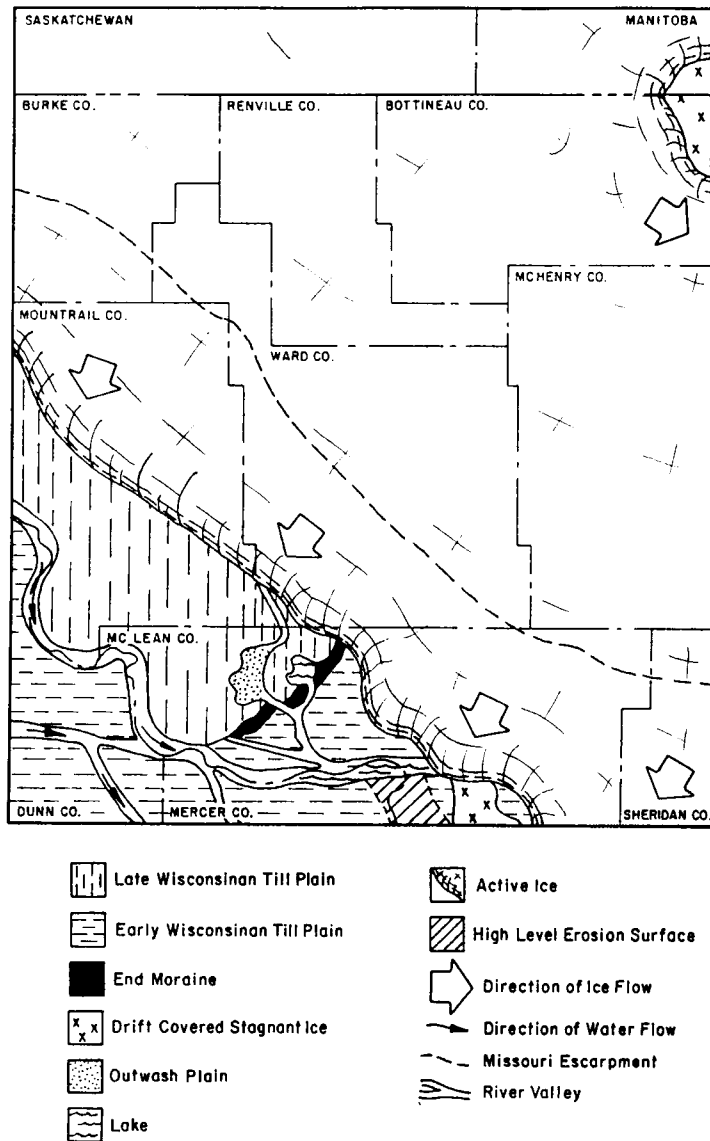 SASKATCHEWAN
MANITOBA
BURKE CO.
RENVILLE CO.
BOTTINEAU CO.
MCHENRY CO.
MOUNTRAIL CO.
WARD CO.
MC LEAN CO.
DUNN CO.
MERCER CO.
SHERIDAN CO.
Late Wisconsinan Till Plain
Early Wisconsinan Till Plain
End Moraine
Drift Covered Stagnant Ice
Outwash Plain
Lake
Active Ice
High Level Erosion Surface
Direction of Ice Flow
Direction of Water Flow
Missouri Escarpment
River Valley